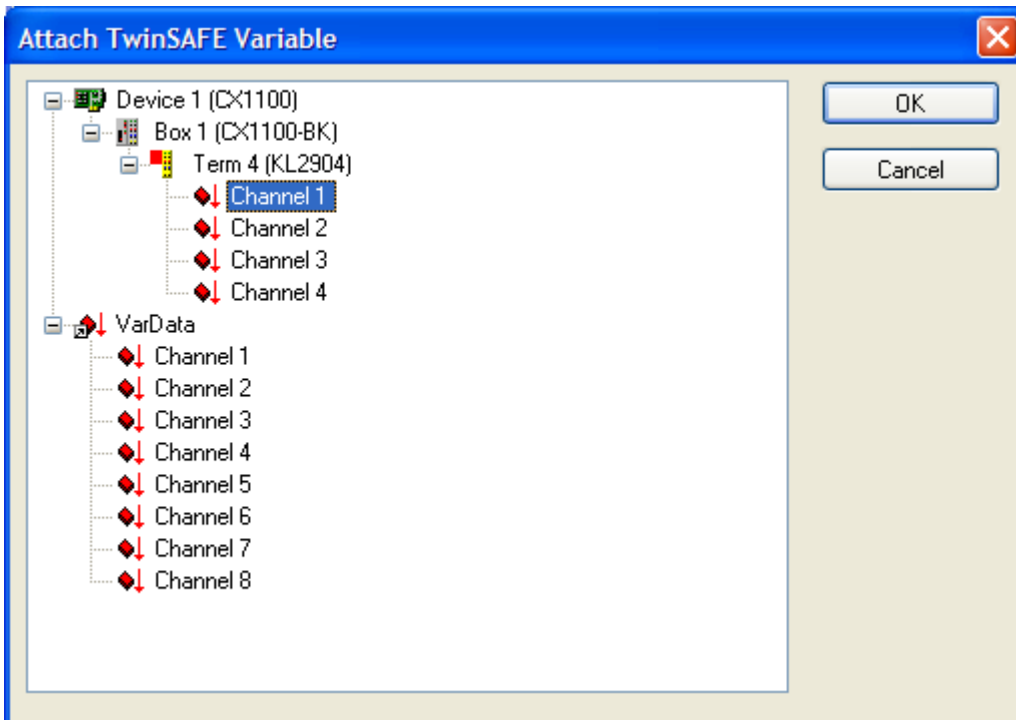 Attach TwinSAFE Variable
Device 1 (CX1100)
OK
Box 1 (CX1100-BK)
Term 4 (KL2904)
Cancel
Channel 1
Channel 2
Channel 3
Channel 4
VarData
Channel 1
Channel 2
Channel 3
Channel 4
Channel 5
Channel 6
Channel 7
Channel 8